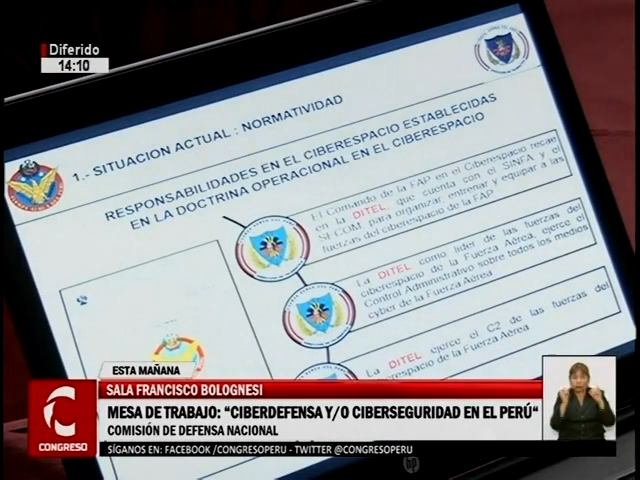 Diferido
14:10
1.- SITUACION ACTUAL : NORMATIVIDAD
RESPONSABILIDADES EN EL CIBERESPACIO ESTABLECIDAS
EN LA DOCTRINA OPERACIONAL EN EL CIBERESPACIO
El Comando de la FAP en el Ciberespacio recae
en la DITEL, que cuenta con el SINFA y el
SECOM para organizar, entrenar y equipar a las
fuerzas del ciberespacio de la FAP
La DITEL como líder de las fuerzas del
ciberespacio de la Fuerza Aérea, ejerce el
Control Administrativo sobre todos los medios
cyber de la Fuerza Aérea
La DITEL ejerce el C2 de las fuerzas del
ciberespacio de la Fuerza Aérea
ESTA MAÑANA
SALA FRANCISCO BOLOGNESI
MESA DE TRABAJO: "CIBERDEFENSA Y/O CIBERSEGURIDAD EN EL PERÚ"
COMISIÓN DE DEFENSA NACIONAL
CONGRESO
SÍGANOS EN: FACEBOOK /CONGRESOPERU - TWITTER @CONGRESOPERU
hp